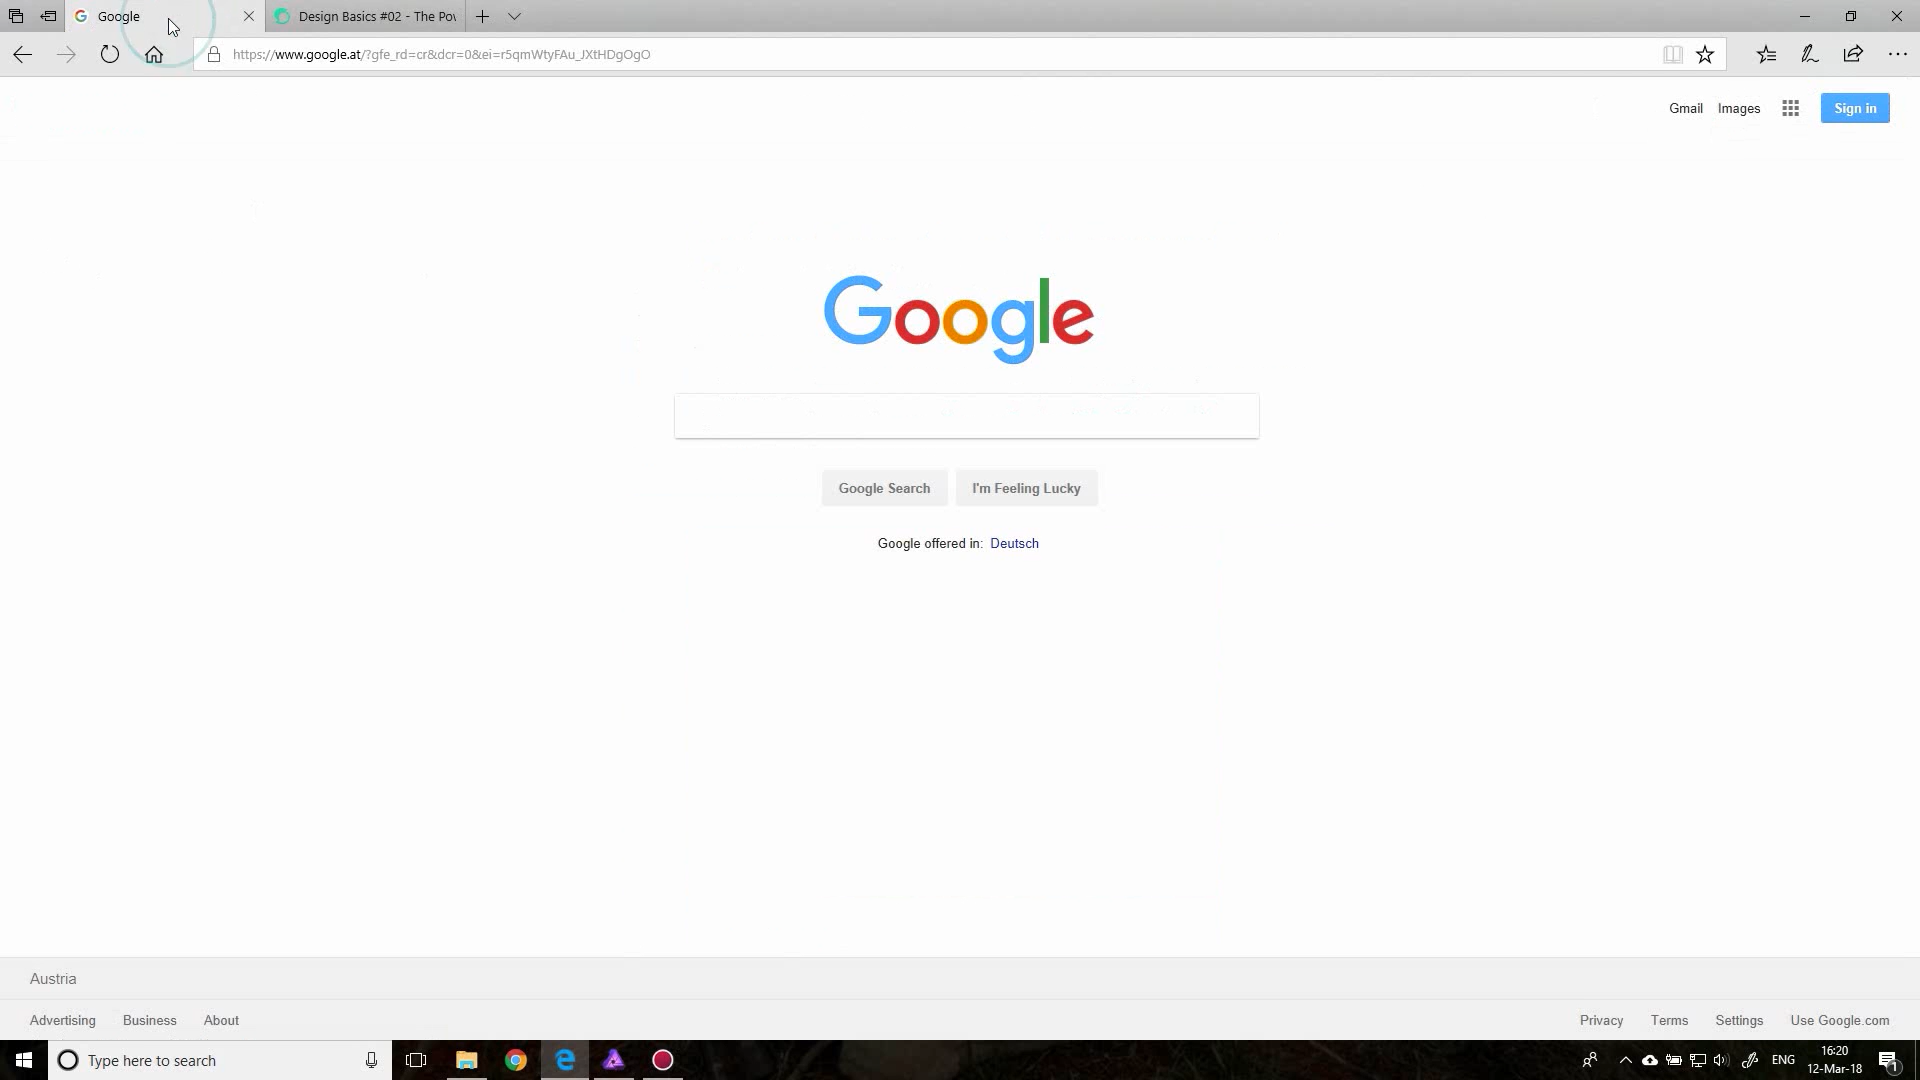 Google
Design Basics #02 - The Pow
https://www.google.at/?gfe_rd=cr&dcr=0&ei=r5qmWtyFAu_JXtHDgOgO
Gmail Images Sign in
Google
Google Search I'm Feeling Lucky
Google offered in: Deutsch
Austria
Advertising Business About Privacy Terms Settings Use Google.com
Type here to search ENG 16:20
12-Mar-18 1